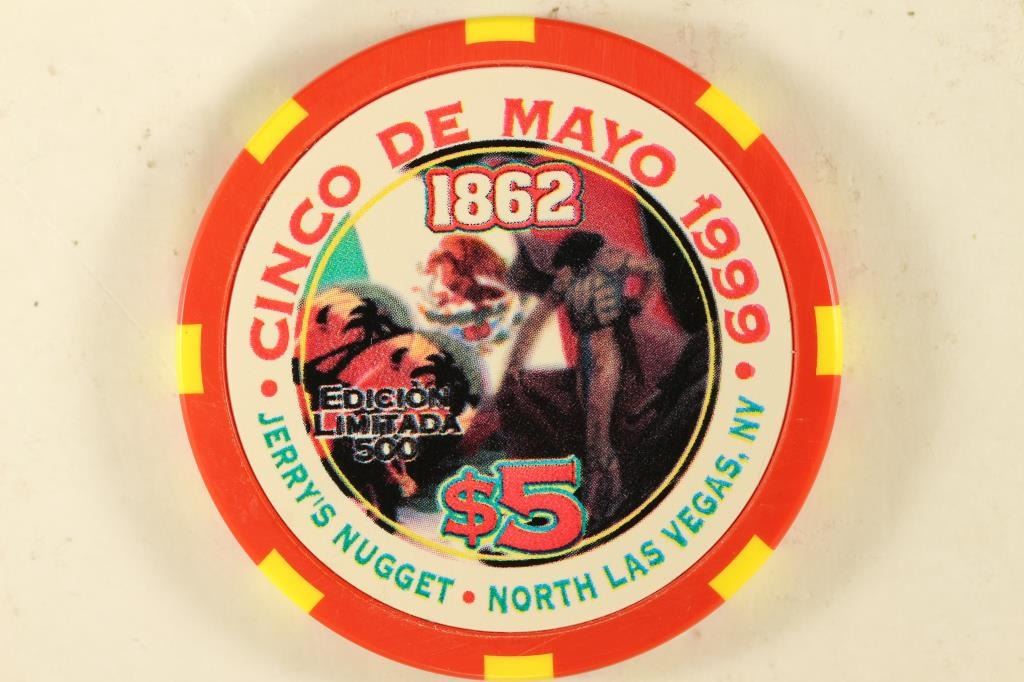 CINCO DE MAYO 1999
1862
EDICIÓN
LIMITADA
500
$5
JERRY'S NUGGET • NORTH LAS VEGAS, NV